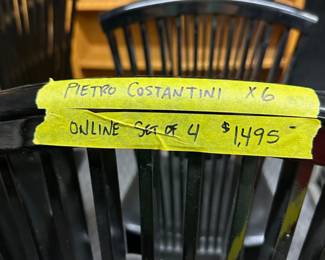 PIETRO COSTANTINI X6
ONLINE SET OF 4 $1,495-